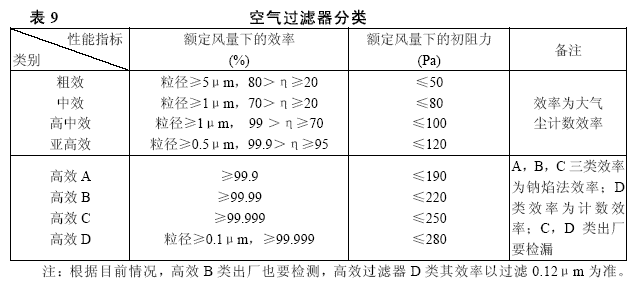 表 9 空气过滤器分类
性能指标 额定风量下的效率 额定风量下的初阻力 备注
类别 (%) (Pa)
粗效 粒径≥5μm，80＞η≥20 ≤50
中效 粒径≥1μm，70＞η≥20 ≤80 效率为大气
高中效 粒径≥1μm， 99＞η≥70 ≤100 尘计数效率
亚高效 粒径≥0.5μm，99.9＞η≥95 ≤120
高效 A ≥99.9 ≤190 A，B，C 三类效率
高效 B ≥99.99 ≤220 为钠焰法效率；D
高效 C ≥99.999 ≤250 类效率为计数效
高效 D 粒径≥0.1μm，≥99.999 ≤280 率；C，D 类出厂
要检漏
注：根据目前情况，高效 B 类出厂也要检测，高效过滤器 D 类其效率以过滤 0.12μm 为准。